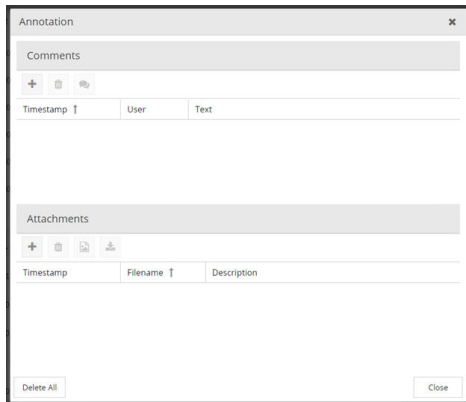 Annotation
Comments
Timestamp User Text
Attachments
Timestamp Filename Description
Delete All Close